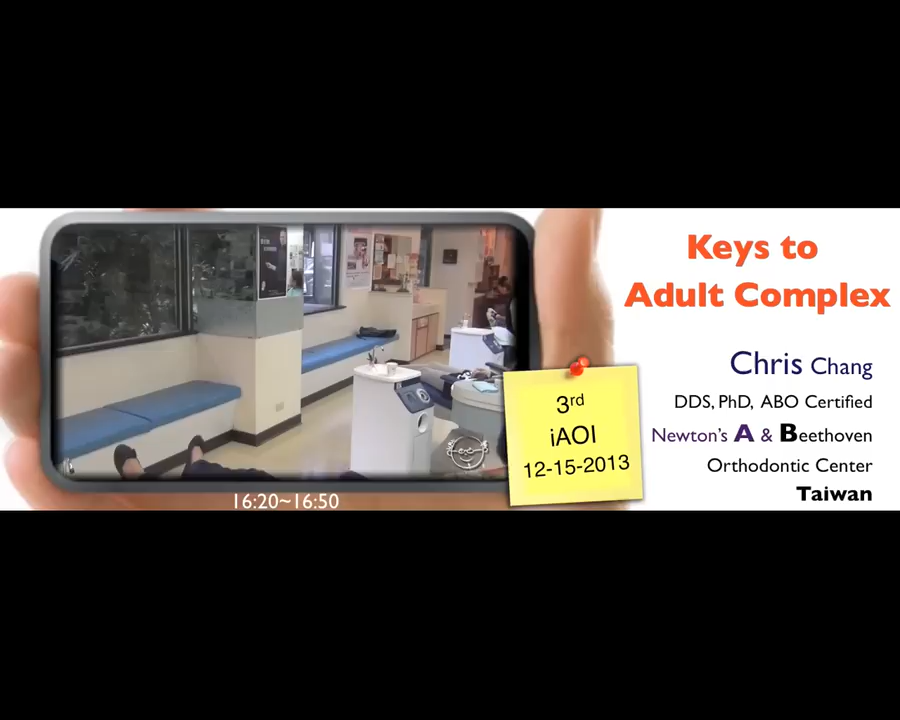 Keys to
Adult Complex
Chris Chang
DDS, PhD, ABO Certified
Newton's A & Beethoven
Orthodontic Center
Taiwan
3rd
iAOI
12-15-2013
16:20~16:50